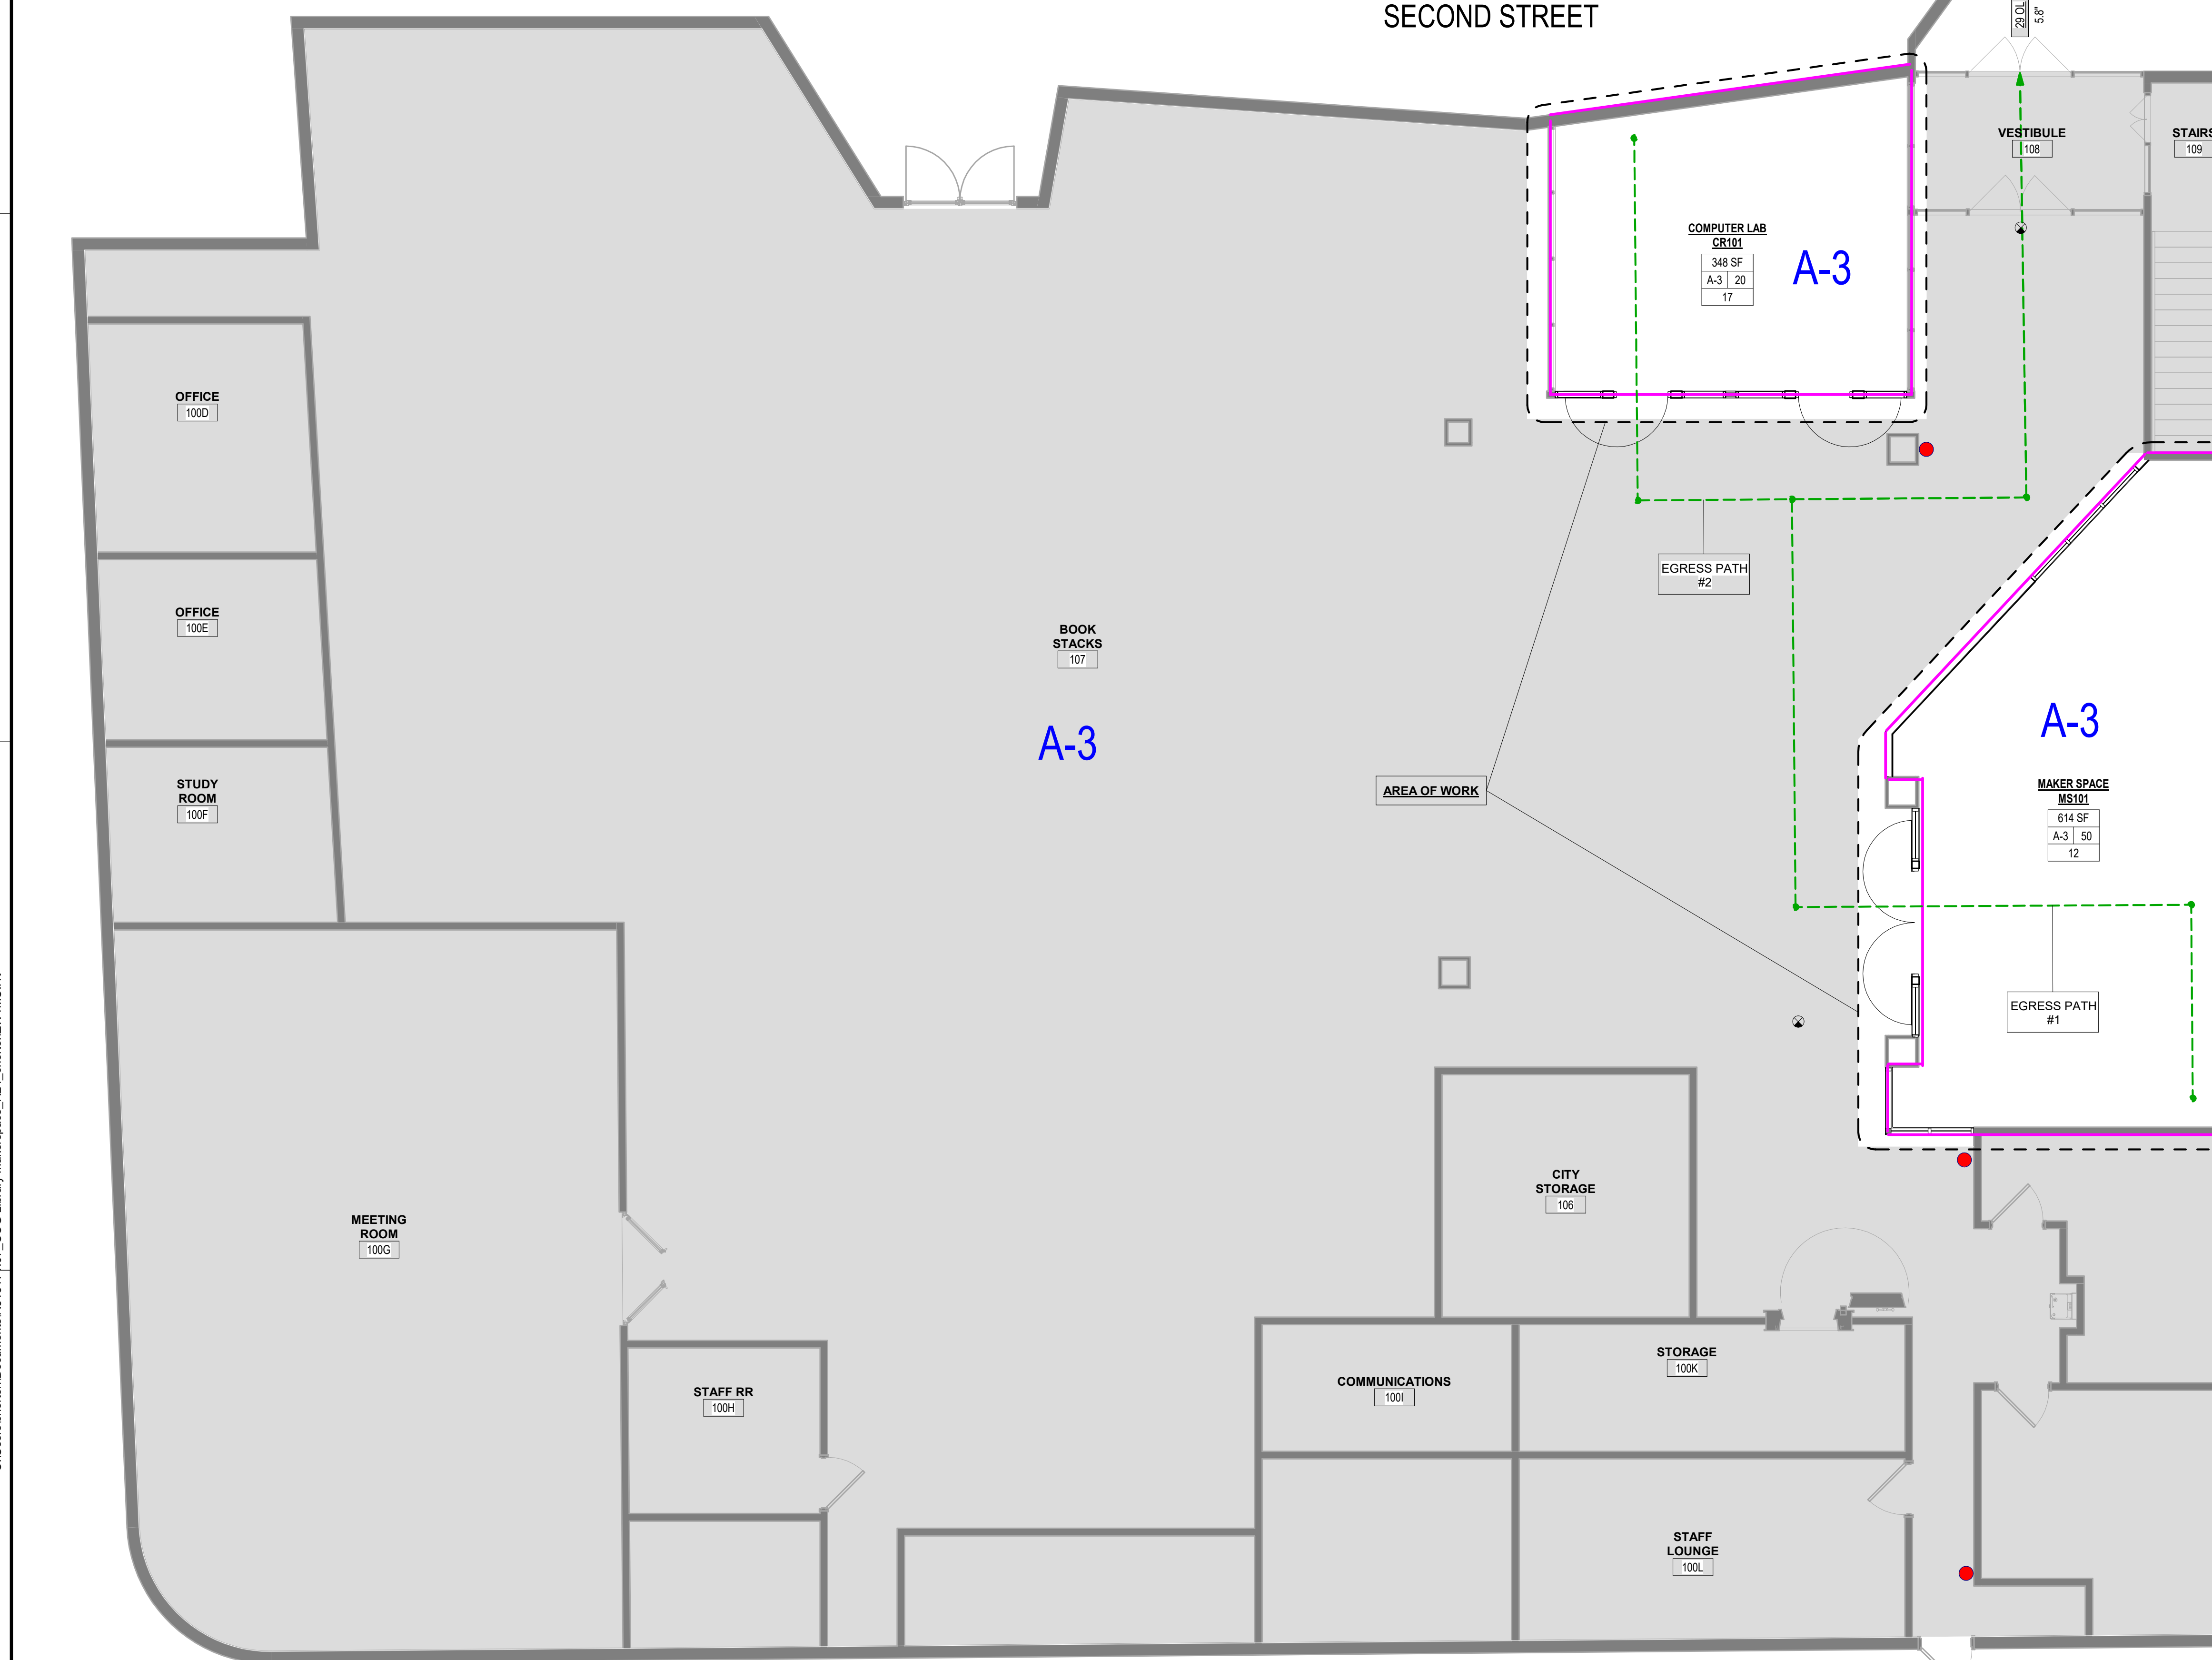 SECOND STREET
29 OL
5.8"
VESTIBULE
108
STAIRS
109
COMPUTER LAB
CR101
348 SF
A-3 20
17
A-3
OFFICE
100D
EGRESS PATH
#2
OFFICE
100E
BOOK
STACKS
107
A-3
A-3
STUDY
ROOM
100F
AREA OF WORK
MAKER SPACE
MS101
614 SF
A-3 50
12
EGRESS PATH
#1
CITY
STORAGE
106
MEETING
ROOM
100G
STORAGE
100K
COMMUNICATIONS
100I
STAFF RR
100H
STAFF
LOUNGE
100L